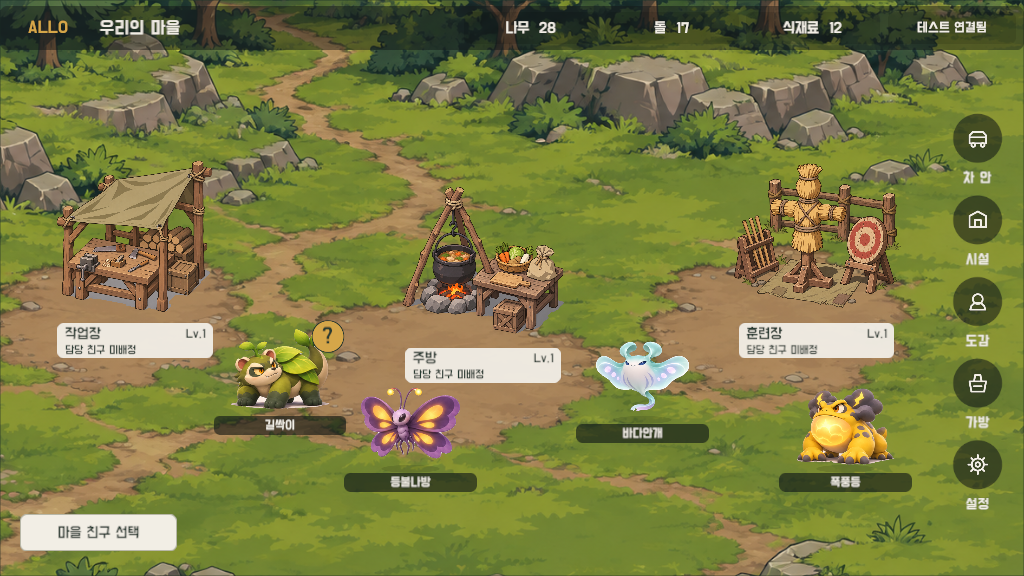 ALLO 우리의 마을 나무 28 돌 17 식재료 12 테스트 연결됨
차 안
시설
도감
가방
설정
작업장 Lv.1
담당 친구 미배정
주방 Lv.1
담당 친구 미배정
훈련장 Lv.1
담당 친구 미배정
?
길싹이
등불나방
바다안개
폭풍등
마을 친구 선택